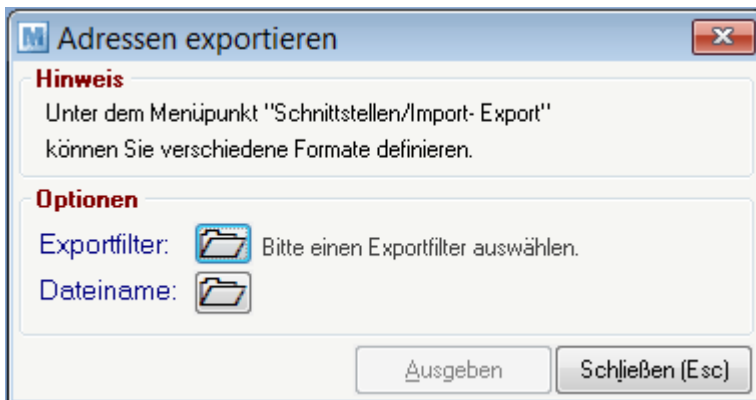 M Adressen exportieren
Hinweis
Unter dem Menüpunkt "Schnittstellen/Import- Export"
können Sie verschiedene Formate definieren.
Optionen
Exportfilter: Bitte einen Exportfilter auswählen.
Dateiname:
Ausgeben Schließen (Esc)